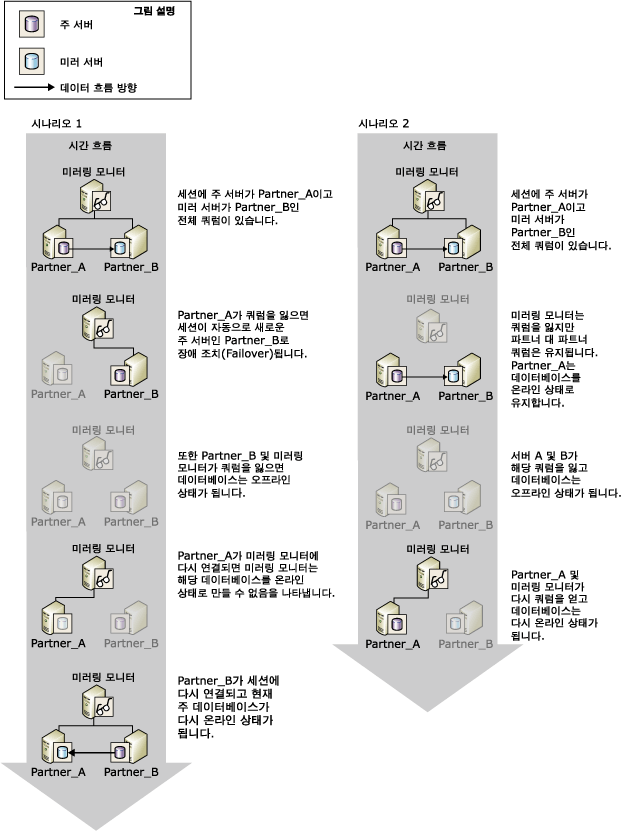 그림 설명
주 서버
미러 서버
데이터 흐름 방향
시나리오 1
시간 흐름
미러링 모니터
Partner_A
Partner_B
세션에 주 서버가 Partner_A이고
미러 서버가 Partner_B인
전체 쿼럼이 있습니다.
미러링 모니터
Partner_A
Partner_B
Partner_A가 쿼럼을 잃으면
세션이 자동으로 새로운
주 서버인 Partner_B로
장애 조치(Failover)됩니다.
미러링 모니터
Partner_A
Partner_B
또한 Partner_B 및 미러링
모니터가 쿼럼을 잃으면
데이터베이스는 오프라인
상태가 됩니다.
미러링 모니터
Partner_A
Partner_B
Partner_A가 미러링 모니터에
다시 연결되면 미러링 모니터는
해당 데이터베이스를 온라인
상태로 만들 수 없음을 나타냅니다.
미러링 모니터
Partner_A
Partner_B
Partner_B가 세션에
다시 연결되고 현재
주 데이터베이스가
다시 온라인 상태가
됩니다.
시나리오 2
시간 흐름
미러링 모니터
Partner_A
Partner_B
세션에 주 서버가
Partner_A이고
미러 서버가
Partner_B인
전체 쿼럼이 있습니다.
미러링 모니터
Partner_A
Partner_B
미러링 모니터는
쿼럼을 잃지만
파트너 대 파트너
쿼럼은 유지됩니다.
Partner_A는
데이터베이스를
온라인 상태로
유지합니다.
미러링 모니터
Partner_A
Partner_B
서버 A 및 B가
해당 쿼럼을 잃고
데이터베이스는
오프라인 상태가 됩니다.
미러링 모니터
Partner_A
Partner_B
Partner_A 및
미러링 모니터가
다시 쿼럼을 얻고
데이터베이스는
다시 온라인 상태가
됩니다.